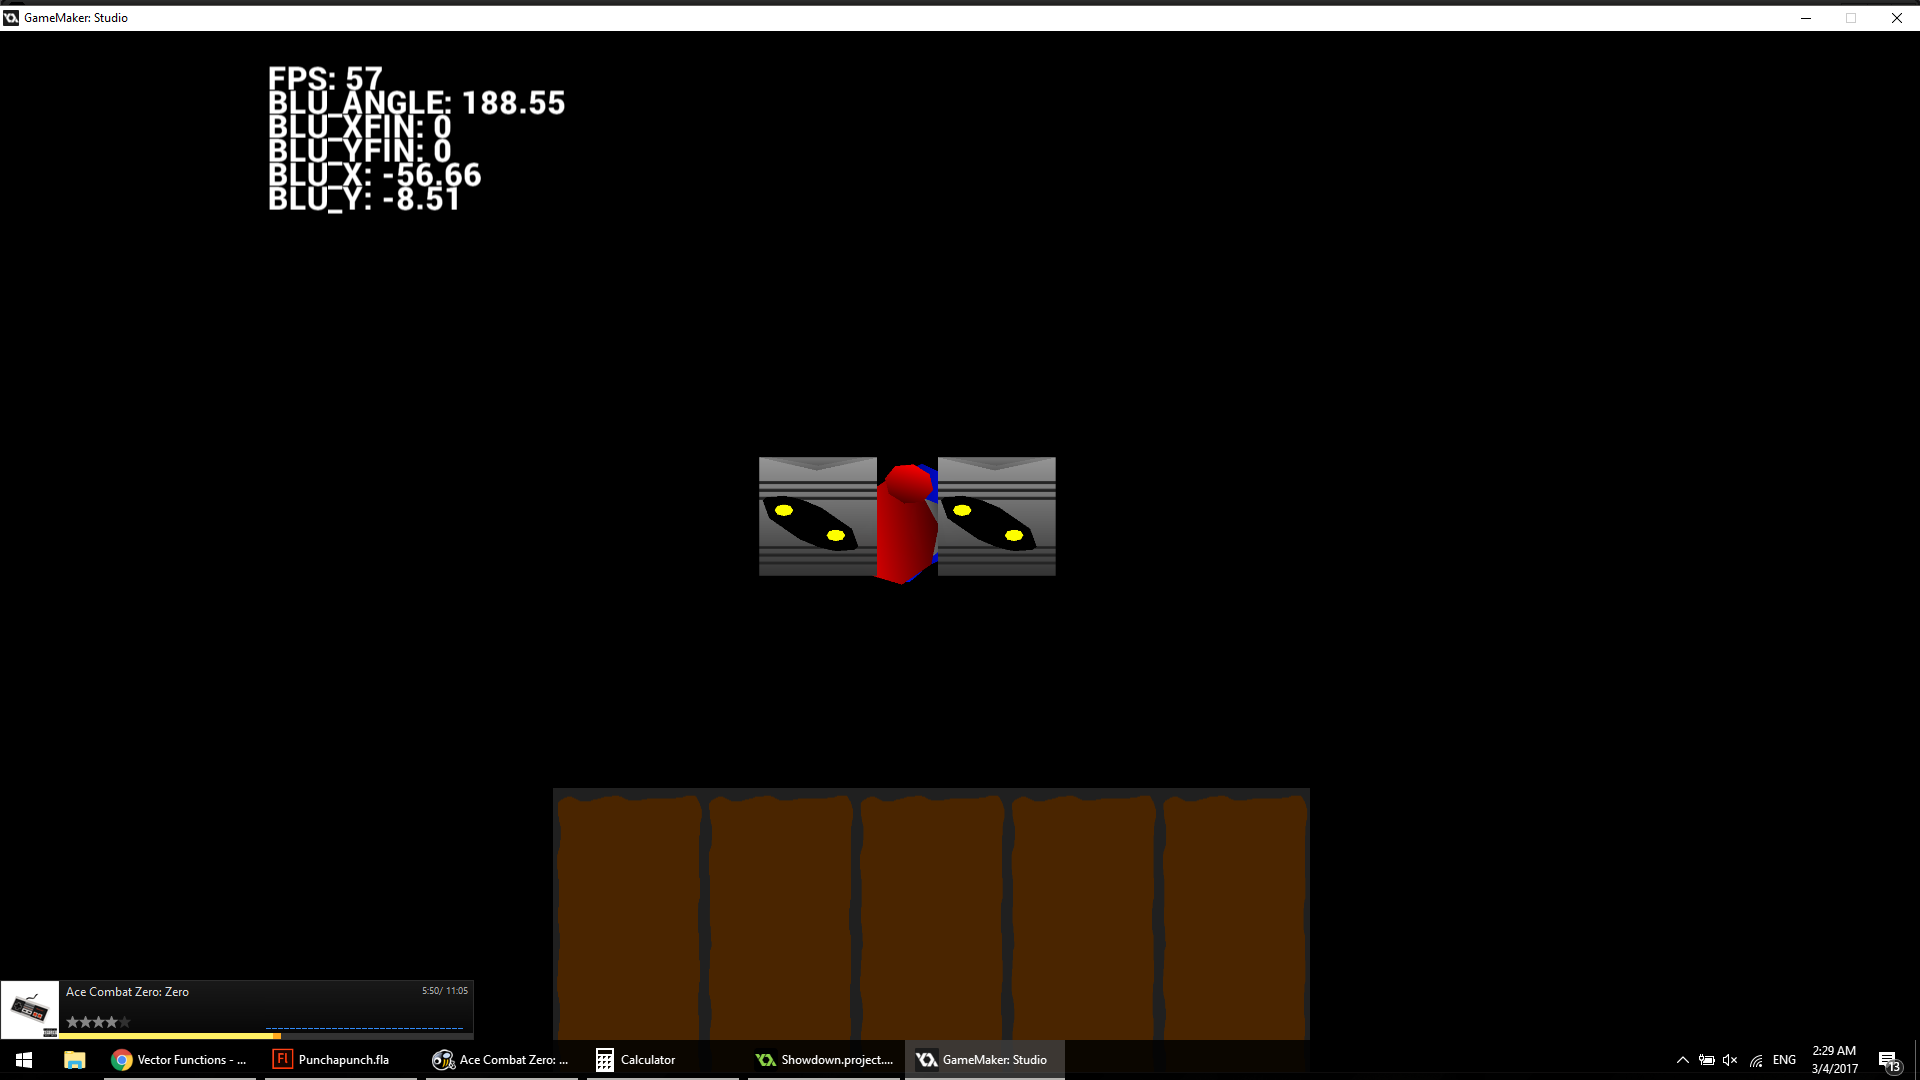 GameMaker: Studio
FPS: 57
BLU_ANGLE: 188.55
BLU_XFIN: 0
BLU_YFIN: 0
BLU_X: -56.66
BLU_Y: -8.51
Ace Combat Zero: Zero
5:50/ 11:05
Vector Functions - ...
Fl
Punchapunch.fla
Ace Combat Zero: ...
Calculator
Showdown.project....
GameMaker: Studio
ENG
2:29 AM
3/4/2017
13